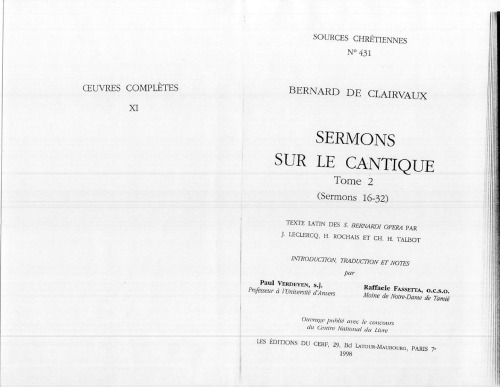 ŒUVRES COMPLÈTES
XI
SOURCES CHRÉTIENNES
N° 431
BERNARD DE CLAIRVAUX
SERMONS
SUR LE CANTIQUE
Tome 2
(Sermons 16-32)
TEXTE LATIN DES S. BERNARDI OPERA PAR
J. LECLERCQ, H. ROCHAIS ET CH. H. TALBOT
INTRODUCTION, TRADUCTION ET NOTES
par
Paul VERDEYEN, s.j.
Professeur à l'Université d'Anvers
Raffaele FASSETTA, o.c.s.o.
Moine de Notre-Dame de Tamié
Ouvrage publié avec le concours
du Centre National du Livre
LES ÉDITIONS DU CERF, 29, Bd LATOUR-MAUBOURG, PARIS 7e
1998